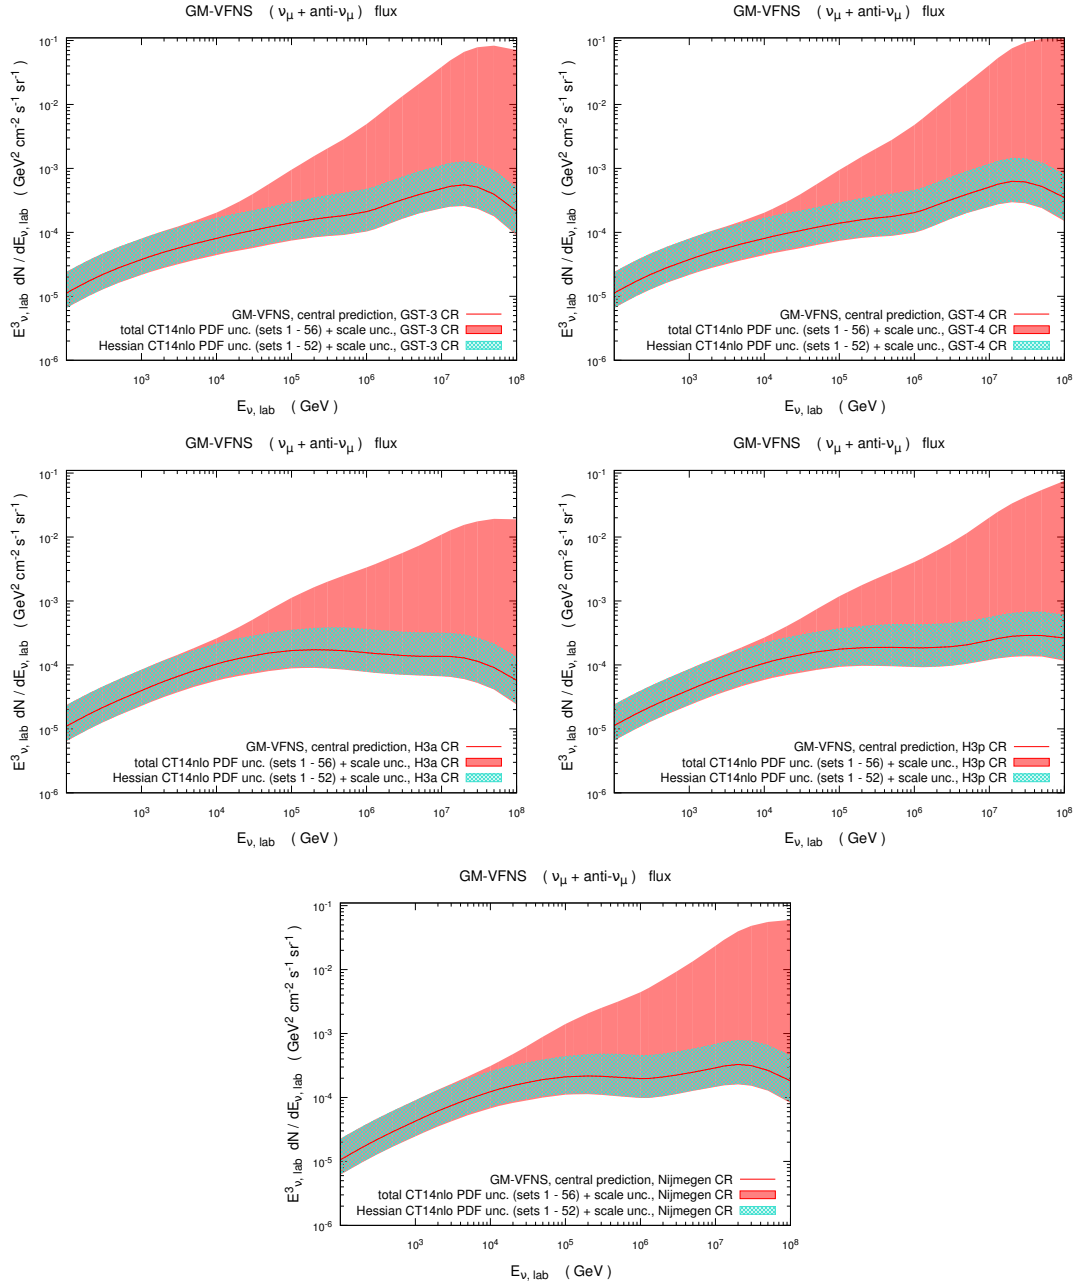 GM-VFNS ( νμ + anti-νμ ) flux
E³ν, lab dN / dEν, lab ( GeV² cm⁻² s⁻¹ sr⁻¹ )
10⁻¹
10⁻²
10⁻³
10⁻⁴
10⁻⁵
10⁻⁶
GM-VFNS, central prediction, GST-3 CR
total CT14nlo PDF unc. (sets 1 - 56) + scale unc., GST-3 CR
Hessian CT14nlo PDF unc. (sets 1 - 52) + scale unc., GST-3 CR
10³ 10⁴ 10⁵ 10⁶ 10⁷ 10⁸
Eν, lab ( GeV )
GM-VFNS ( νμ + anti-νμ ) flux
E³ν, lab dN / dEν, lab ( GeV² cm⁻² s⁻¹ sr⁻¹ )
10⁻¹
10⁻²
10⁻³
10⁻⁴
10⁻⁵
10⁻⁶
GM-VFNS, central prediction, GST-4 CR
total CT14nlo PDF unc. (sets 1 - 56) + scale unc., GST-4 CR
Hessian CT14nlo PDF unc. (sets 1 - 52) + scale unc., GST-4 CR
10³ 10⁴ 10⁵ 10⁶ 10⁷ 10⁸
Eν, lab ( GeV )
GM-VFNS ( νμ + anti-νμ ) flux
E³ν, lab dN / dEν, lab ( GeV² cm⁻² s⁻¹ sr⁻¹ )
10⁻¹
10⁻²
10⁻³
10⁻⁴
10⁻⁵
10⁻⁶
GM-VFNS, central prediction, H3a CR
total CT14nlo PDF unc. (sets 1 - 56) + scale unc., H3a CR
Hessian CT14nlo PDF unc. (sets 1 - 52) + scale unc., H3a CR
10³ 10⁴ 10⁵ 10⁶ 10⁷ 10⁸
Eν, lab ( GeV )
GM-VFNS ( νμ + anti-νμ ) flux
E³ν, lab dN / dEν, lab ( GeV² cm⁻² s⁻¹ sr⁻¹ )
10⁻¹
10⁻²
10⁻³
10⁻⁴
10⁻⁵
10⁻⁶
GM-VFNS, central prediction, H3p CR
total CT14nlo PDF unc. (sets 1 - 56) + scale unc., H3p CR
Hessian CT14nlo PDF unc. (sets 1 - 52) + scale unc., H3p CR
10³ 10⁴ 10⁵ 10⁶ 10⁷ 10⁸
Eν, lab ( GeV )
GM-VFNS ( νμ + anti-νμ ) flux
E³ν, lab dN / dEν, lab ( GeV² cm⁻² s⁻¹ sr⁻¹ )
10⁻¹
10⁻²
10⁻³
10⁻⁴
10⁻⁵
10⁻⁶
GM-VFNS, central prediction, Nijmegen CR
total CT14nlo PDF unc. (sets 1 - 56) + scale unc., Nijmegen CR
Hessian CT14nlo PDF unc. (sets 1 - 52) + scale unc., Nijmegen CR
10³ 10⁴ 10⁵ 10⁶ 10⁷ 10⁸
Eν, lab ( GeV )